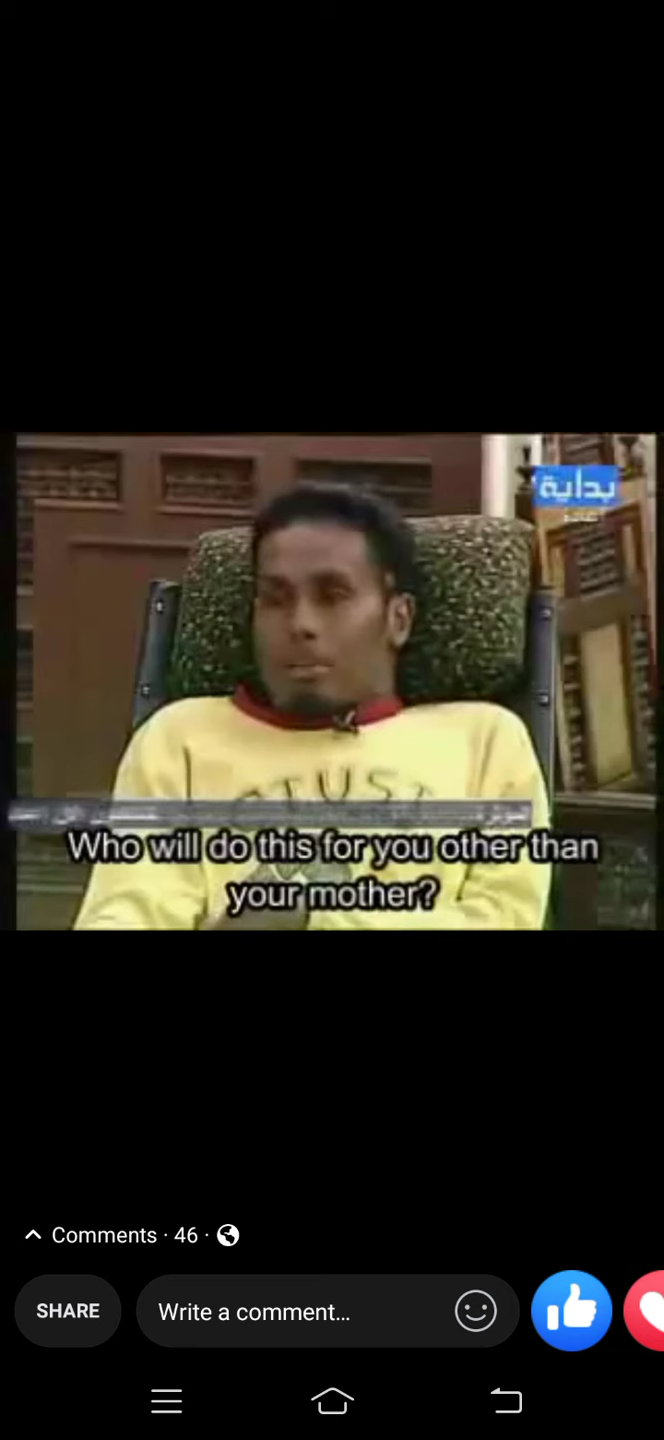 بداية
Who will do this for you other than
your mother?
Comments · 46 ·
SHARE
Write a comment...